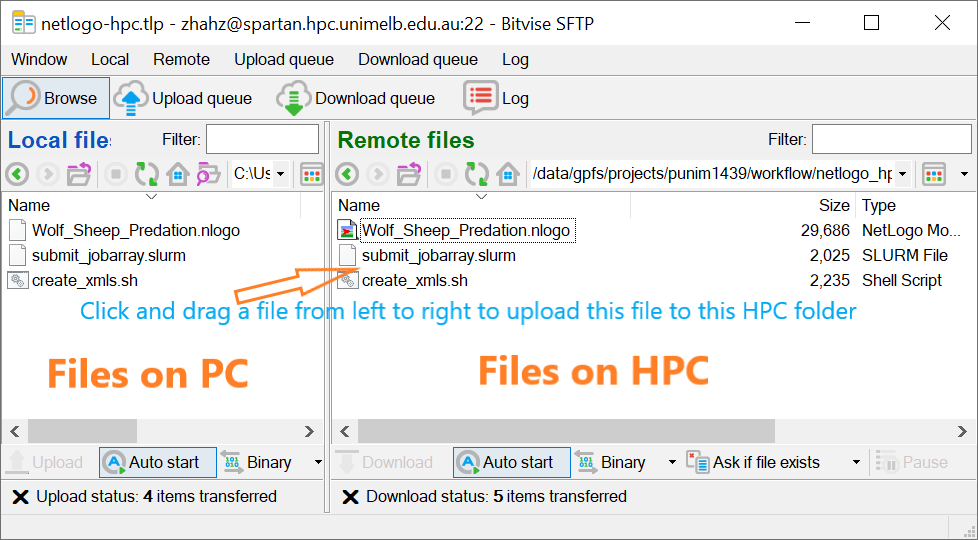 netlogo-hpc.tlp - zhahz@spartan.hpc.unimelb.edu.au:22 - Bitvise SFTP
Window Local Remote Upload queue Download queue Log
Browse Upload queue Download queue Log
Local files Filter: Remote files Filter:
C:\Us /data/gpfs/projects/punim1439/workflow/netlogo_hp
Name Name Size Type
Wolf_Sheep_Predation.nlogo Wolf_Sheep_Predation.nlogo 29,686 NetLogo Mo...
submit_jobarray.slurm submit_jobarray.slurm 2,025 SLURM File
create_xmls.sh create_xmls.sh 2,235 Shell Script
Click and drag a file from left to right to upload this file to this HPC folder
Files on PC Files on HPC
Upload Auto start Binary Download Auto start Binary Ask if file exists Pause
Upload status: 4 items transferred Download status: 5 items transferred